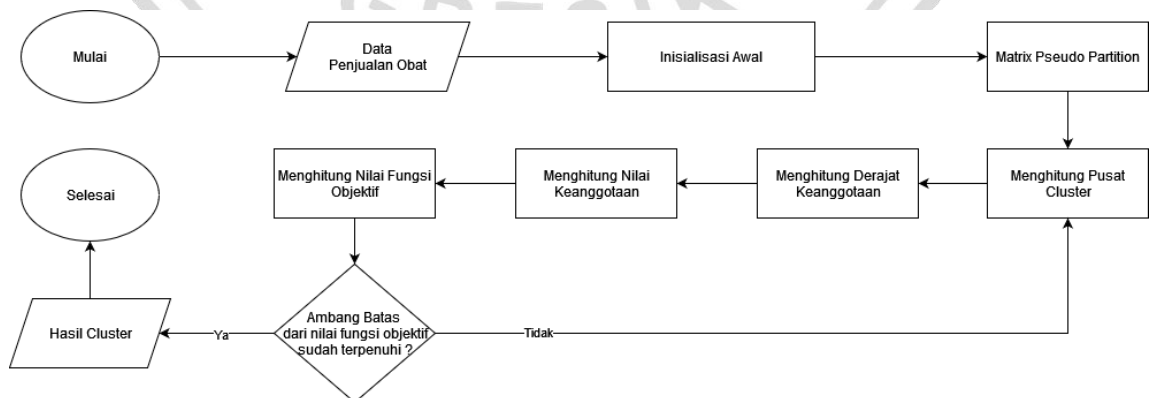 Mulai
Data
Penjualan Obat
Inisialisasi Awal
Matrix Pseudo Partition
Selesai
Menghitung Nilai Fungsi
Objektif
Menghitung Nilai
Keanggotaan
Menghitung Derajat
Keanggotaan
Menghitung Pusat
Cluster
Hasil Cluster
Ya
Ambang Batas
dari nilai fungsi objektif
sudah terpenuhi ?
Tidak